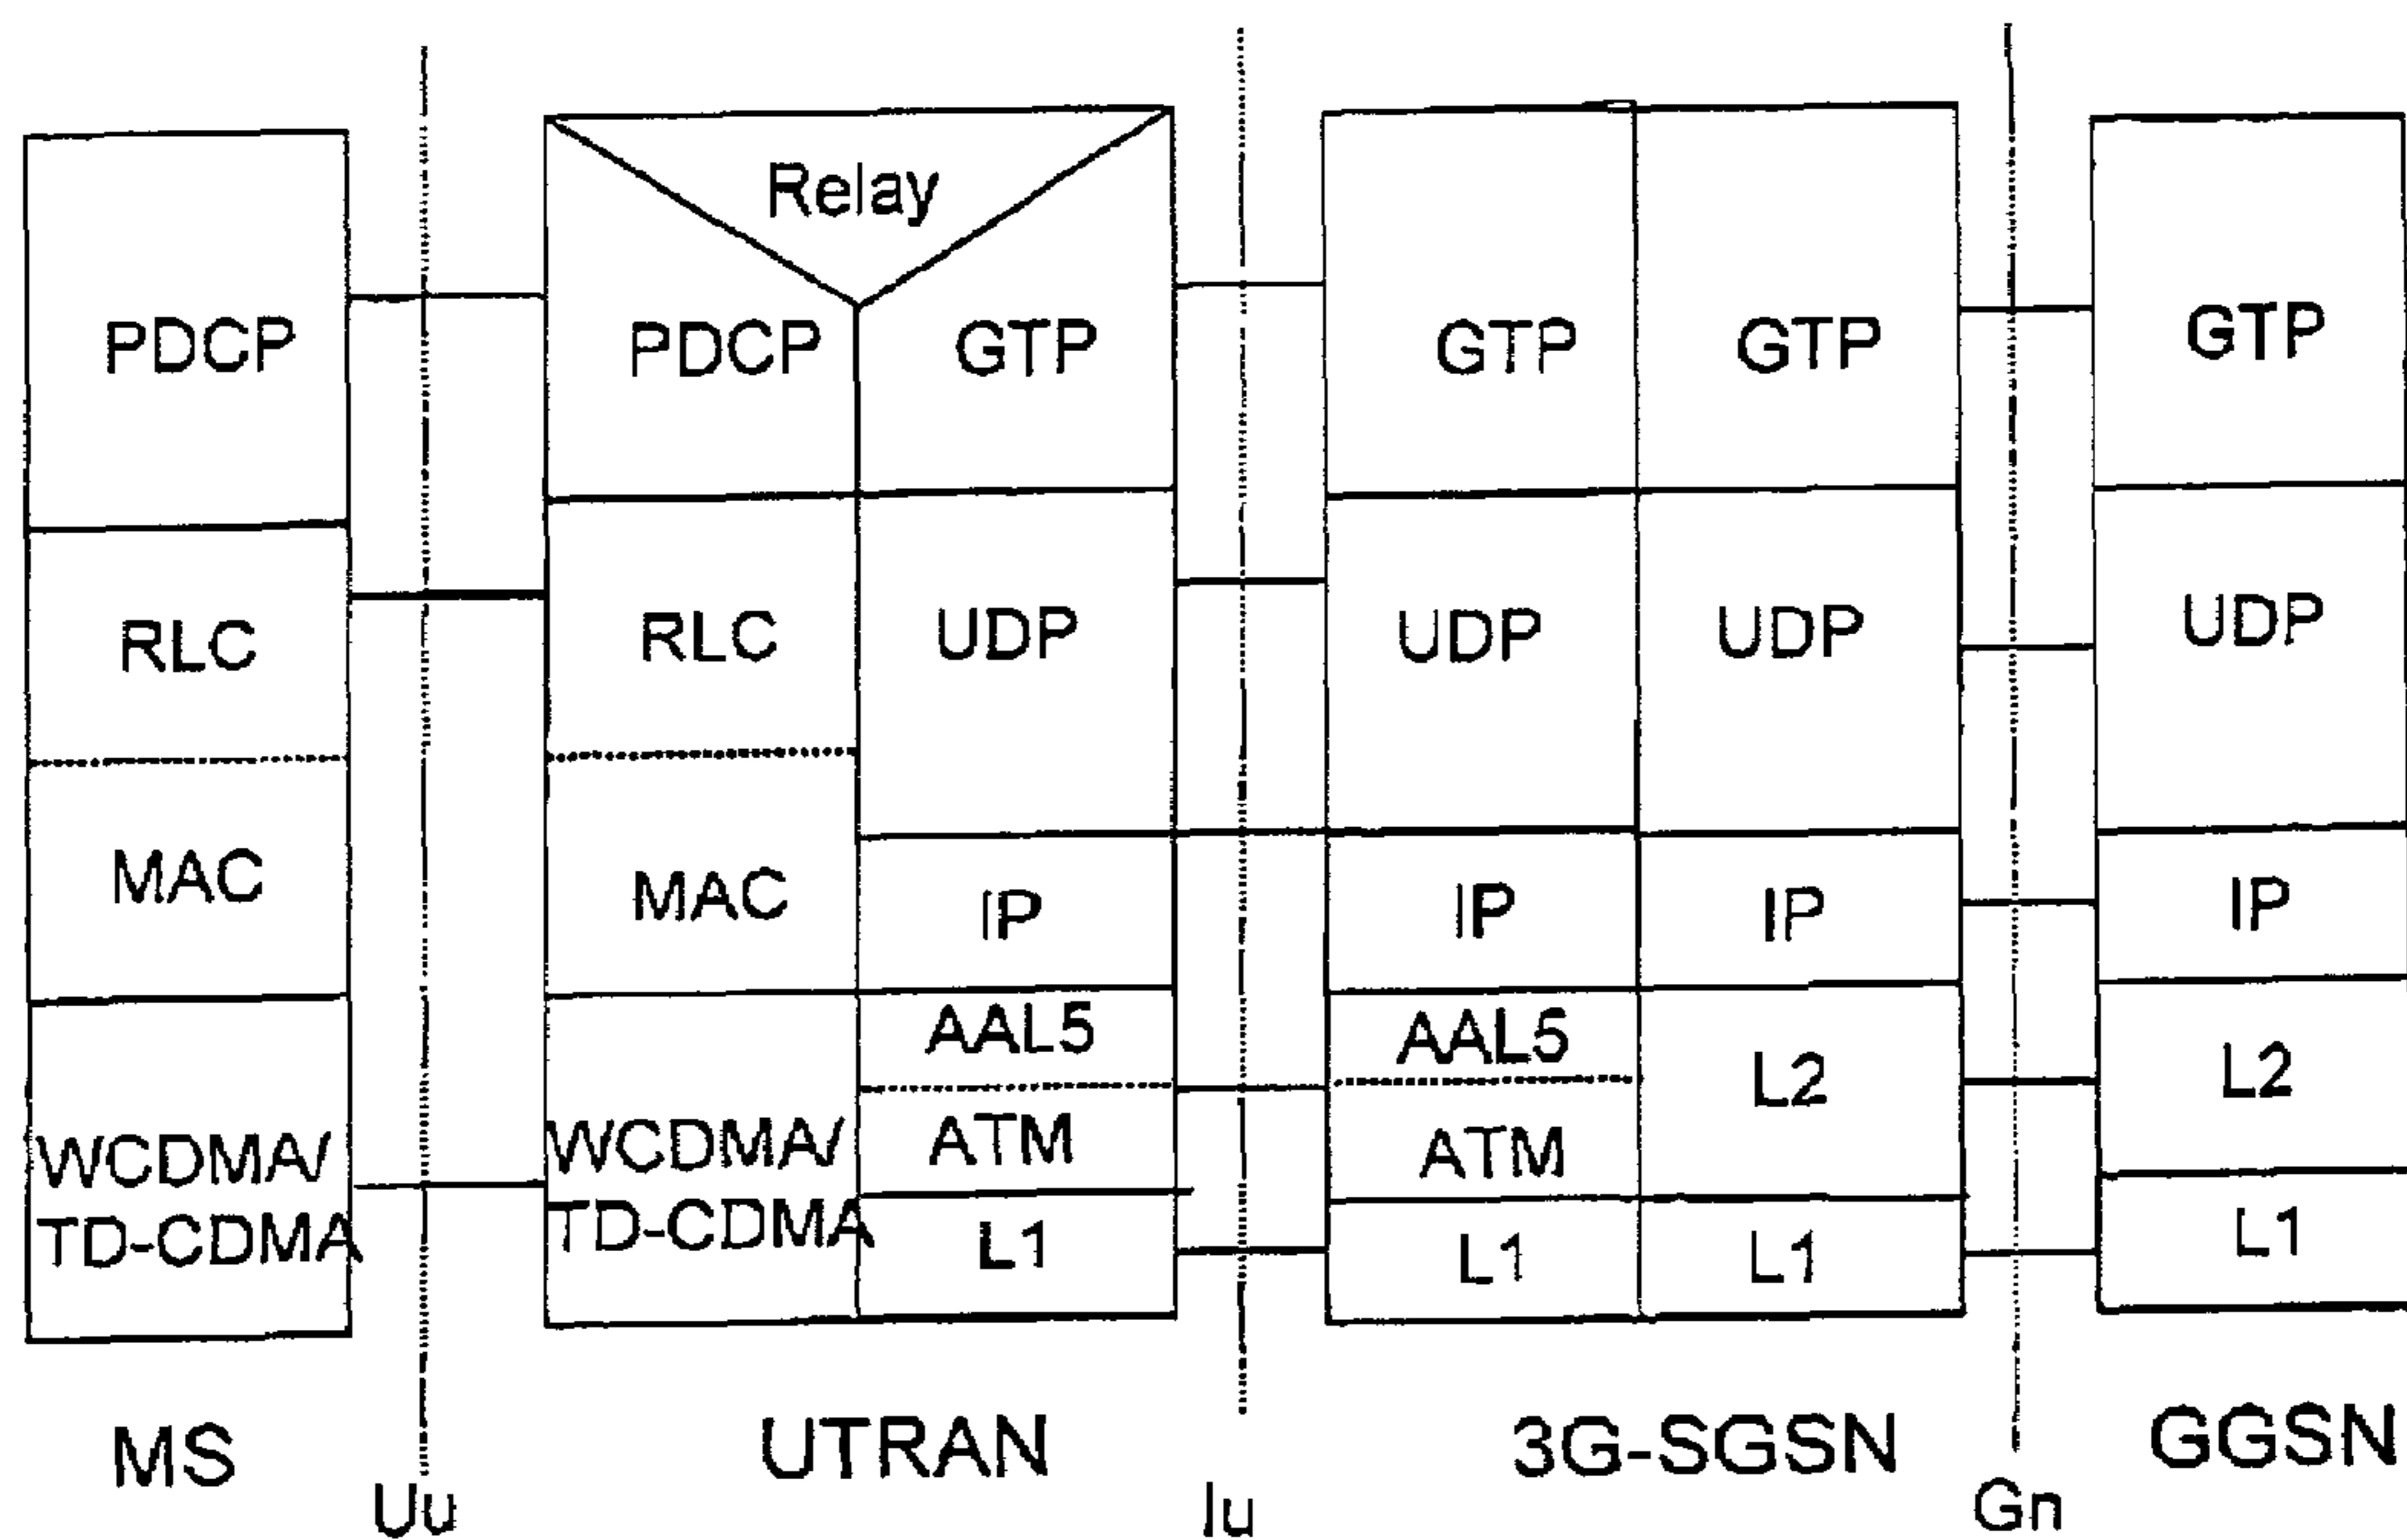 Relay
PDCP
PDCP
GTP
GTP
GTP
GTP
RLC
RLC
UDP
UDP
UDP
UDP
MAC
MAC
IP
IP
IP
IP
AAL5
AAL5
L2
L2
WCDMA/
TD-CDMA
WCDMA/
TD-CDMA
ATM
ATM
L1
L1
L1
L1
MS
UTRAN
3G-SGSN
GGSN
Uu
Iu
Gn